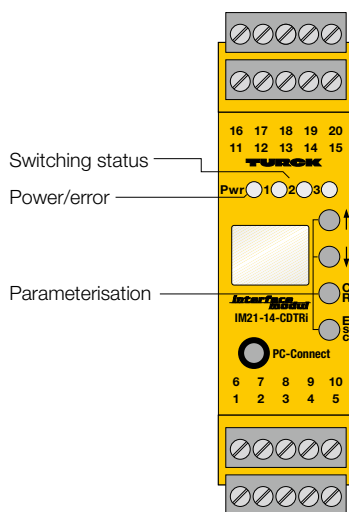 16 17 18 19 20
11 12 13 14 15
TURCK
Switching status
Pwr 1 2 3
Power/error
Parameterisation
Interface
modul
IM21-14-CDTRi
E
S
C
PC-Connect
6 7 8 9 10
1 2 3 4 5